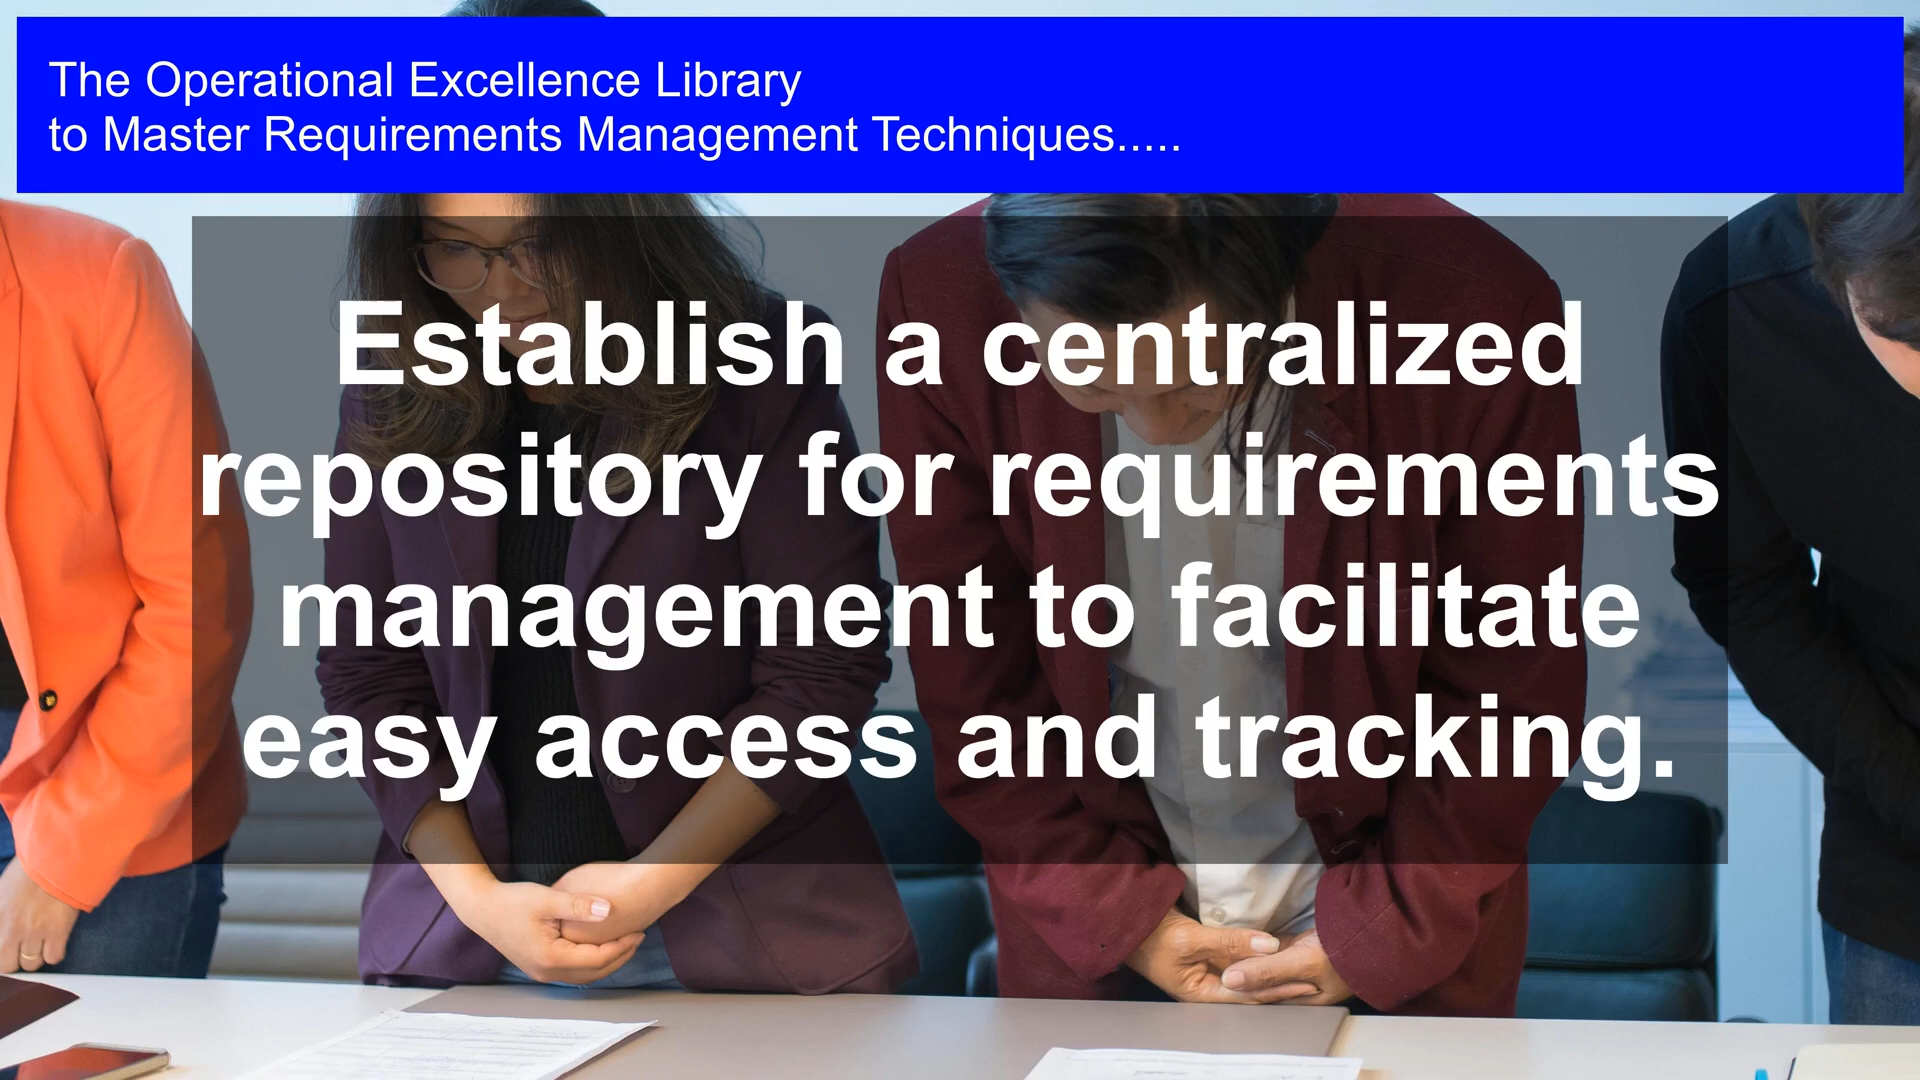 The Operational Excellence Library
to Master Requirements Management Techniques.....
Establish a centralized
repository for requirements
management to facilitate
easy access and tracking.